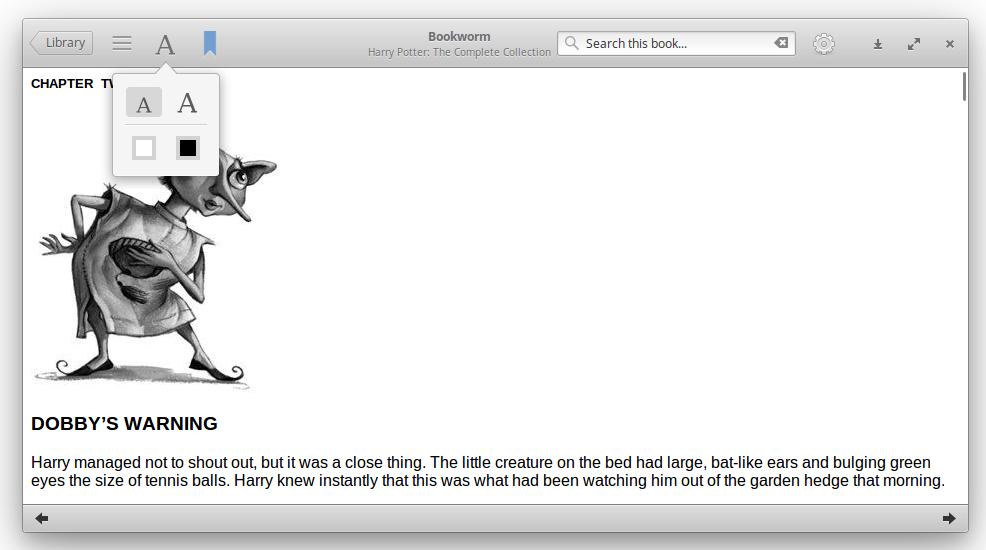 Library
A
Bookworm
Harry Potter: The Complete Collection
Search this book...
CHAPTER
A A
DOBBY’S WARNING
Harry managed not to shout out, but it was a close thing. The little creature on the bed had large, bat-like ears and bulging green
eyes the size of tennis balls. Harry knew instantly that this was what had been watching him out of the garden hedge that morning.